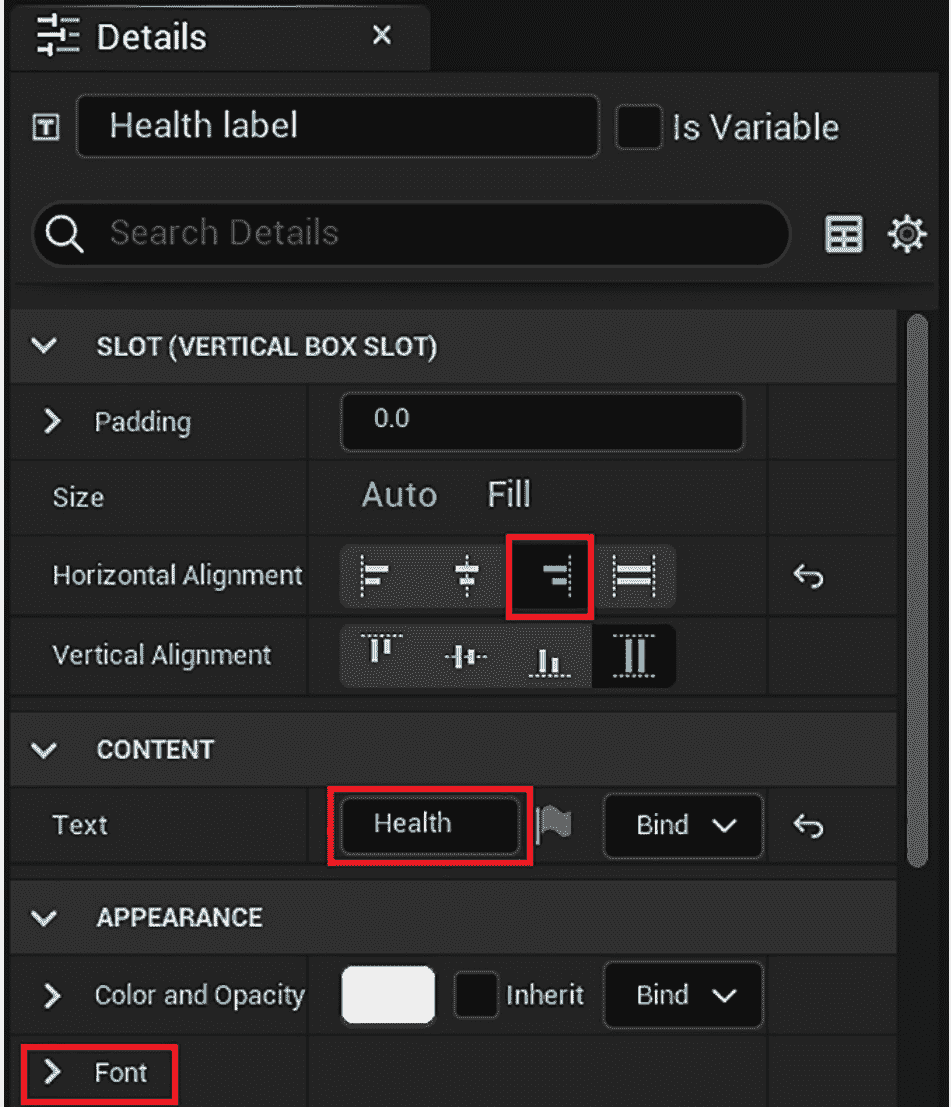 Details
Health label
Is Variable
Search Details
SLOT (VERTICAL BOX SLOT)
Padding 0.0
Size Auto Fill
Horizontal Alignment
Vertical Alignment
CONTENT
Text Health Bind
APPEARANCE
Color and Opacity Inherit Bind
Font